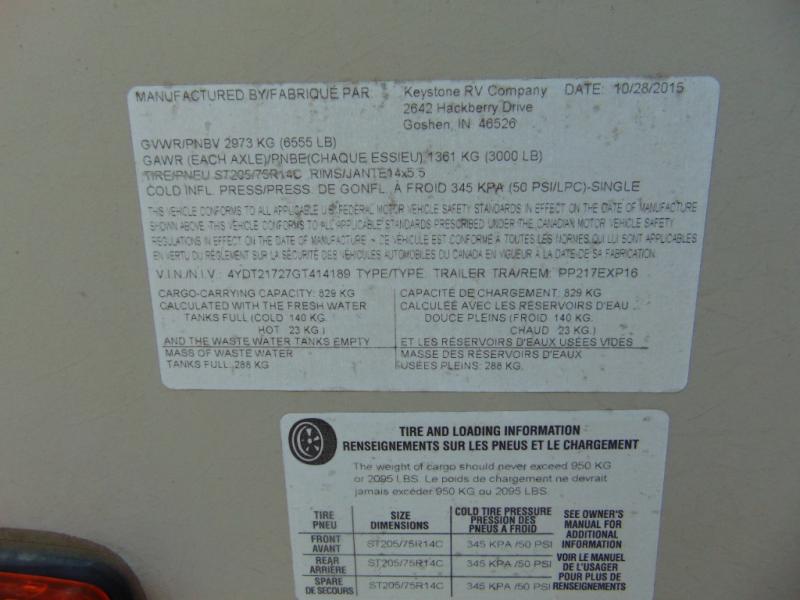 MANUFACTURED BY/FABRIQUÉ PAR Keystone RV Company DATE: 10/28/2015
2642 Hackberry Drive
Goshen, IN 46526
GVWR/PNBV 2973 KG (6555 LB)
GAWR (EACH AXLE)/PNBE(CHAQUE ESSIEU) 1361 KG (3000 LB)
TIRE/PNEU ST205/75R14C RIMS/JANTE14x5.5
COLD INFL. PRESS/PRESS. DE GONFL. À FROID 345 KPA (50 PSI/LPC)-SINGLE
THIS VEHICLE CONFORMS TO ALL APPLICABLE U.S. FEDERAL MOTOR VEHICLE SAFETY STANDARDS IN EFFECT ON THE DATE OF MANUFACTURE
SHOWN ABOVE. THIS VEHICLE CONFORMS TO ALL APPLICABLE STANDARDS PRESCRIBED UNDER THE CANADIAN MOTOR VEHICLE SAFETY
REGULATIONS IN EFFECT ON THE DATE OF MANUFACTURE - CE VÉHICULE EST CONFORME À TOUTES LES NORMES QUI LUI SONT APPLICABLES
EN VERTU DU RÈGLEMENT SUR LA SÉCURITÉ DES VÉHICULES AUTOMOBILES DU CANADA EN VIGUEUR À LA DATE DE SA FABRICATION.
V.I.N./N.I.V.: 4YDT21727GT414189 TYPE/TYPE: TRAILER TRA/REM: PP217EXP16
CARGO-CARRYING CAPACITY: 829 KG
CALCULATED WITH THE FRESH WATER
TANKS FULL (COLD 140 KG.
HOT 23 KG.)
AND THE WASTE WATER TANKS EMPTY
MASS OF WASTE WATER
TANKS FULL: 288 KG
CAPACITÉ DE CHARGEMENT: 829 KG
CALCULÉE AVEC LES RÉSERVOIRS D'EAU
DOUCE PLEINS (FROID 140 KG.
CHAUD 23 KG.)
ET LES RÉSERVOIRS D'EAUX USÉES VIDES
MASSE DES RÉSERVOIRS D'EAUX
USÉES PLEINS: 288 KG.
TIRE AND LOADING INFORMATION
RENSEIGNEMENTS SUR LES PNEUS ET LE CHARGEMENT
The weight of cargo should never exceed 950 KG
or 2095 LBS. Le poids de chargement ne devrait
jamais excéder 950 KG ou 2095 LBS.
TIRE
PNEU
SIZE
DIMENSIONS
COLD TIRE PRESSURE
PRESSION DES
PNEUS A FROID
FRONT
AVANT
ST205/75R14C
345 KPA /50 PSI
REAR
ARRIÈRE
ST205/75R14C
345 KPA /50 PSI
SPARE
DE SECOURS
ST205/75R14C
345 KPA /50 PSI
SEE OWNER'S
MANUAL FOR
ADDITIONAL
INFORMATION
VOIR LE MANUEL
DE L'USAGER
POUR PLUS DE
RENSEIGNEMENTS